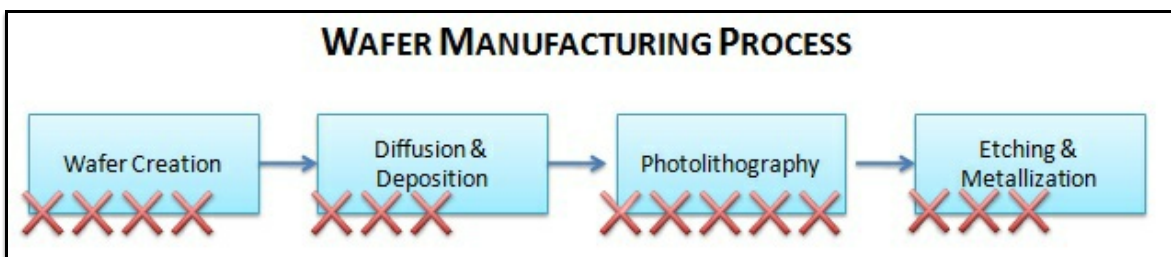 WAFER MANUFACTURING PROCESS
Wafer Creation
Diffusion &
Deposition
Photolithography
Etching &
Metallization